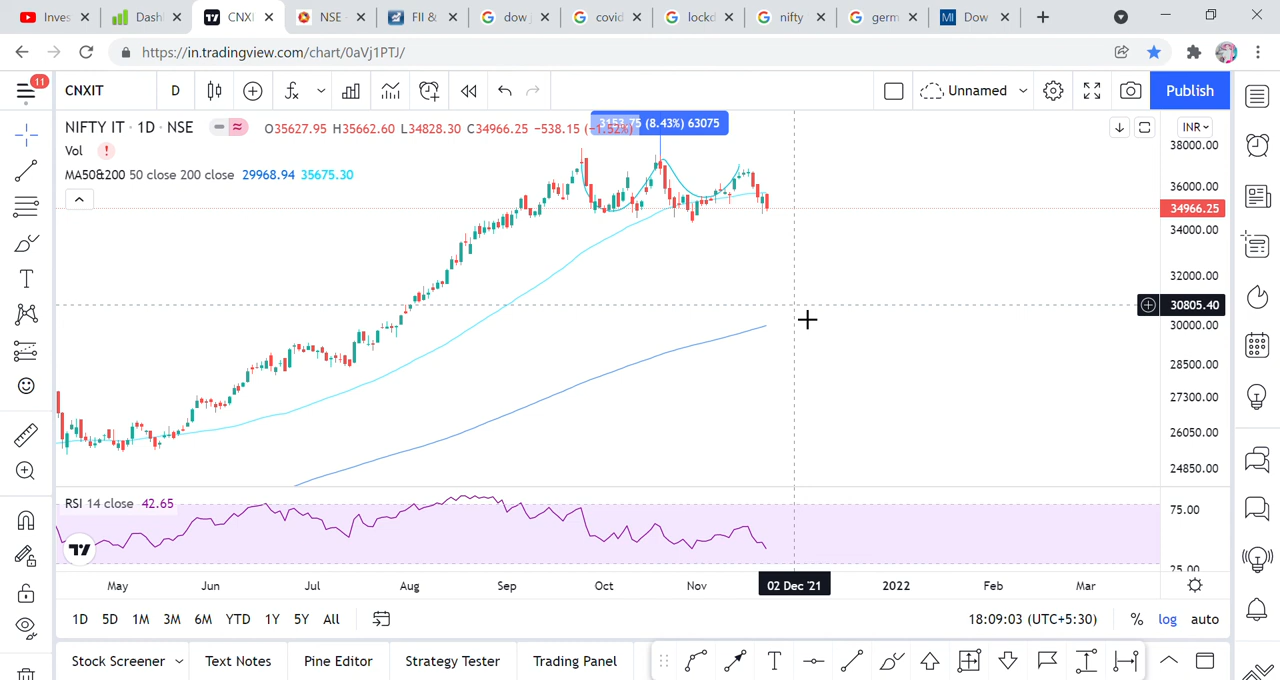 Inves
Dash
CNXI
NSE
FII &
dow j
covid
lockd
nifty
germ
MI Dow
https://in.tradingview.com/chart/0aVj1PTJ/
11
CNXIT
D
Unnamed
Publish
NIFTY IT · 1D · NSE
O35627.95 H35662.60 L34828.30 C34966.25 −538.15 (−1.52%)
3153.75 (8.43%) 63075
INR
Vol
!
MA50&200 50 close 200 close 29968.94 35675.30
38000.00
36000.00
34966.25
34000.00
32000.00
30805.40
30000.00
28500.00
27300.00
26050.00
24850.00
RSI 14 close 42.65
75.00
25.00
May Jun Jul Aug Sep Oct Nov 02 Dec '21 2022 Feb Mar
1D 5D 1M 3M 6M YTD 1Y 5Y All
18:09:03 (UTC+5:30) % log auto
Stock Screener Text Notes Pine Editor Strategy Tester Trading Panel